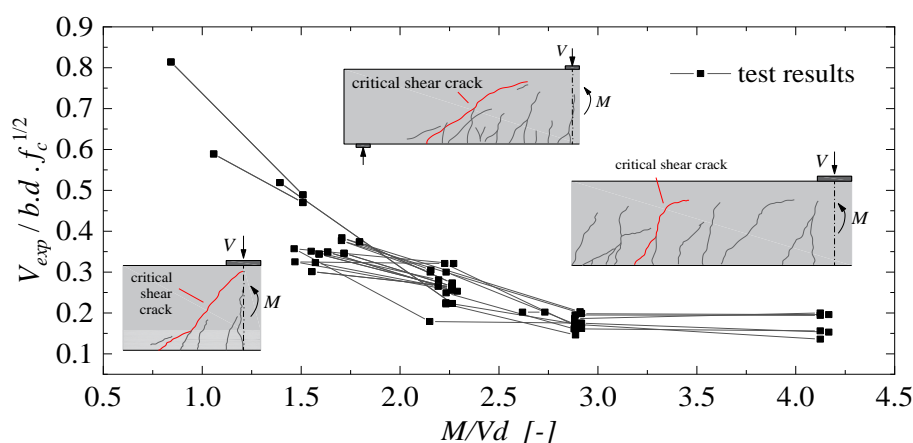 0.9
0.8
0.7
0.6
0.5
0.4
0.3
0.2
0.1
V_exp / b.d . f_c^1/2
V
critical shear crack
M
test results
critical shear crack
V
M
V
critical
shear
crack
M
0.5 1.0 1.5 2.0 2.5 3.0 3.5 4.0 4.5
M/Vd [-]